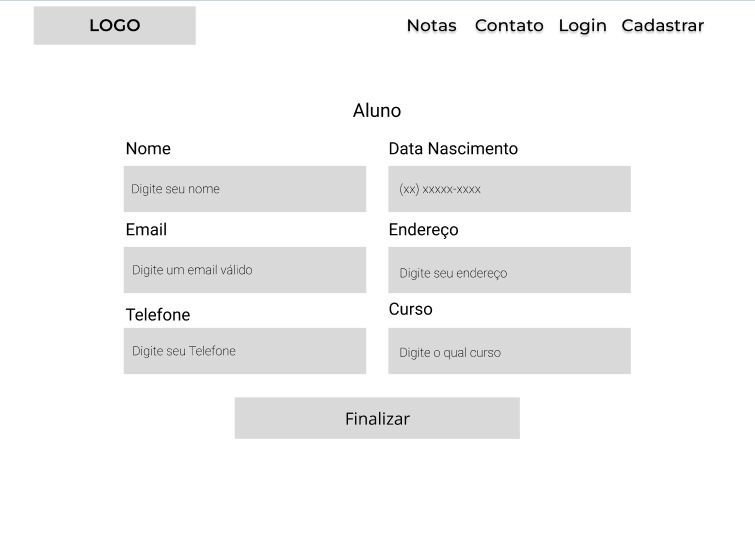 LOGO
Notas Contato Login Cadastrar
Aluno
Nome
Data Nascimento
Digite seu nome
(xx) xxxxx-xxxx
Email
Endereço
Digite um email válido
Digite seu endereço
Telefone
Curso
Digite seu Telefone
Digite o qual curso
Finalizar